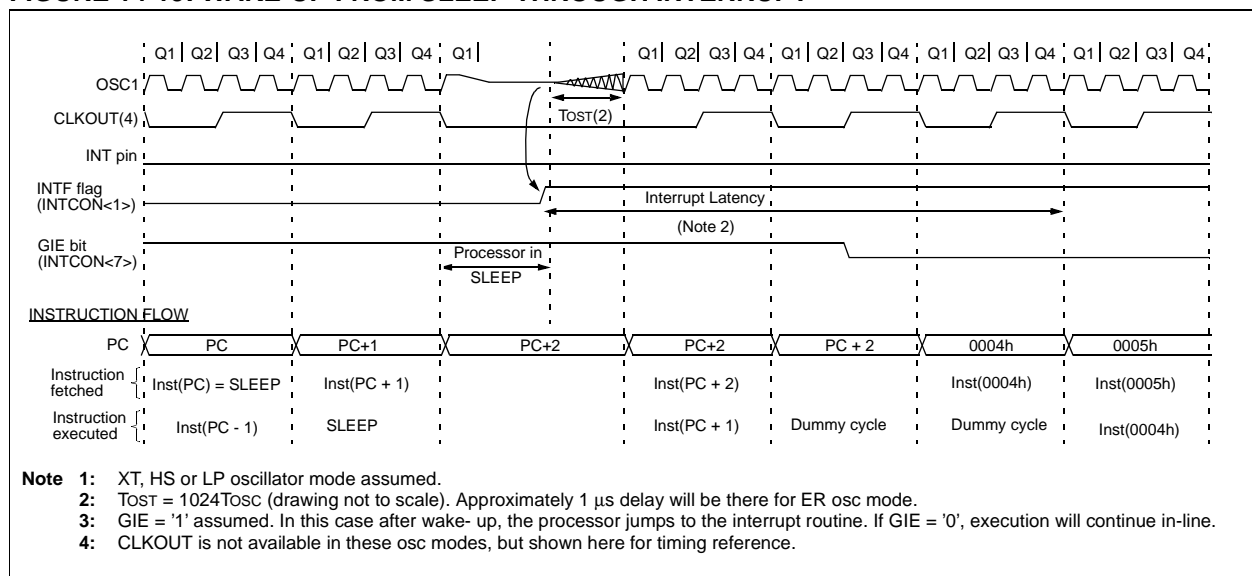 FIGURE 14-15: WAKE-UP FROM SLEEP THROUGH INTERRUPT
Q1 Q2 Q3 Q4 Q1 Q2 Q3 Q4 Q1 Q1 Q2 Q3 Q4 Q1 Q2 Q3 Q4 Q1 Q2 Q3 Q4 Q1 Q2 Q3 Q4
OSC1
TOST(2)
CLKOUT(4)
INT pin
INTF flag
(INTCON<1>)
Interrupt Latency
(Note 2)
GIE bit
(INTCON<7>)
Processor in
SLEEP
INSTRUCTION FLOW
PC PC PC+1 PC+2 PC+2 PC + 2 0004h 0005h
Instruction
fetched
Inst(PC) = SLEEP Inst(PC + 1) Inst(PC + 2) Inst(0004h) Inst(0005h)
Instruction
executed
Inst(PC - 1) SLEEP Inst(PC + 1) Dummy cycle Dummy cycle Inst(0004h)
Note 1: XT, HS or LP oscillator mode assumed.
2: TOST = 1024TOSC (drawing not to scale). Approximately 1 µs delay will be there for ER osc mode.
3: GIE = '1' assumed. In this case after wake- up, the processor jumps to the interrupt routine. If GIE = '0', execution will continue in-line.
4: CLKOUT is not available in these osc modes, but shown here for timing reference.